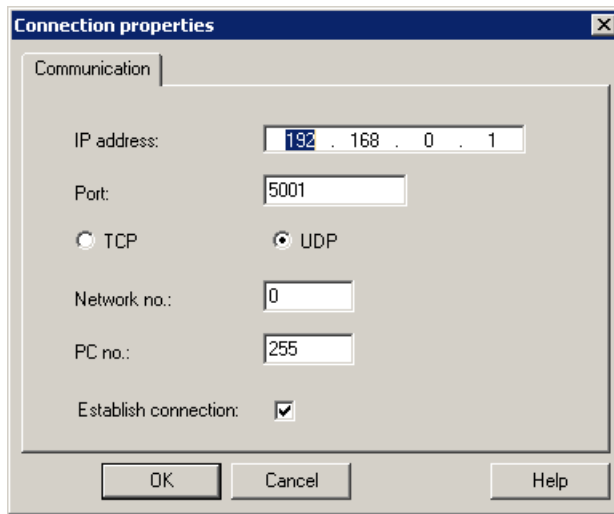 Connection properties
Communication
IP address: 192 . 168 . 0 . 1
Port: 5001
TCP UDP
Network no.: 0
PC no.: 255
Establish connection:
OK Cancel Help